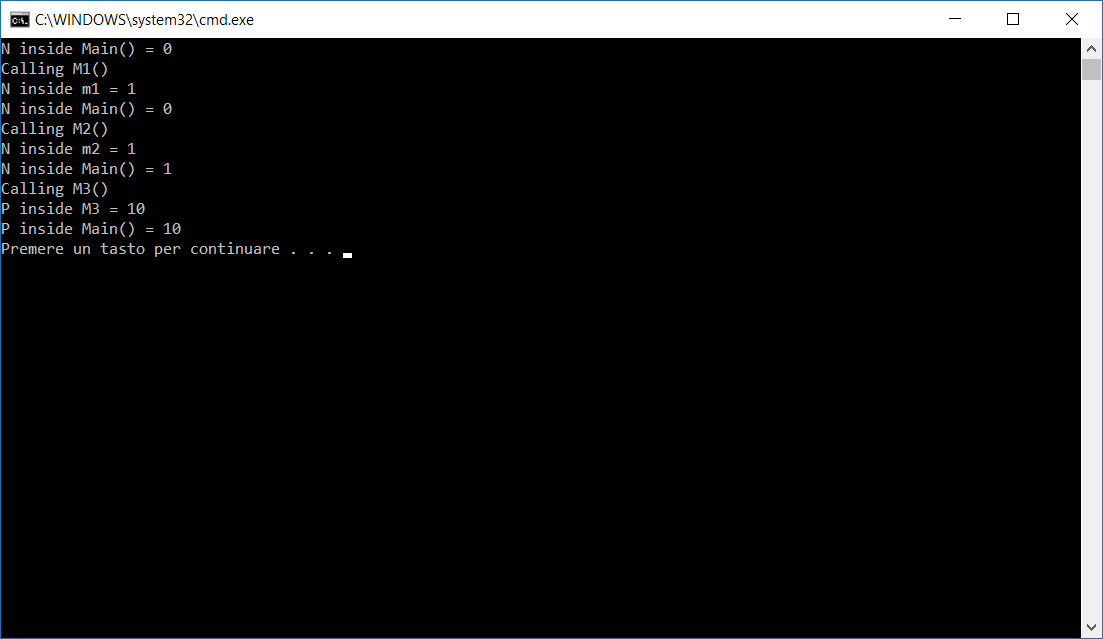 C:\WINDOWS\system32\cmd.exe
N inside Main() = 0
Calling M1()
N inside m1 = 1
N inside Main() = 0
Calling M2()
N inside m2 = 1
N inside Main() = 1
Calling M3()
P inside M3 = 10
P inside Main() = 10
Premere un tasto per continuare . . .